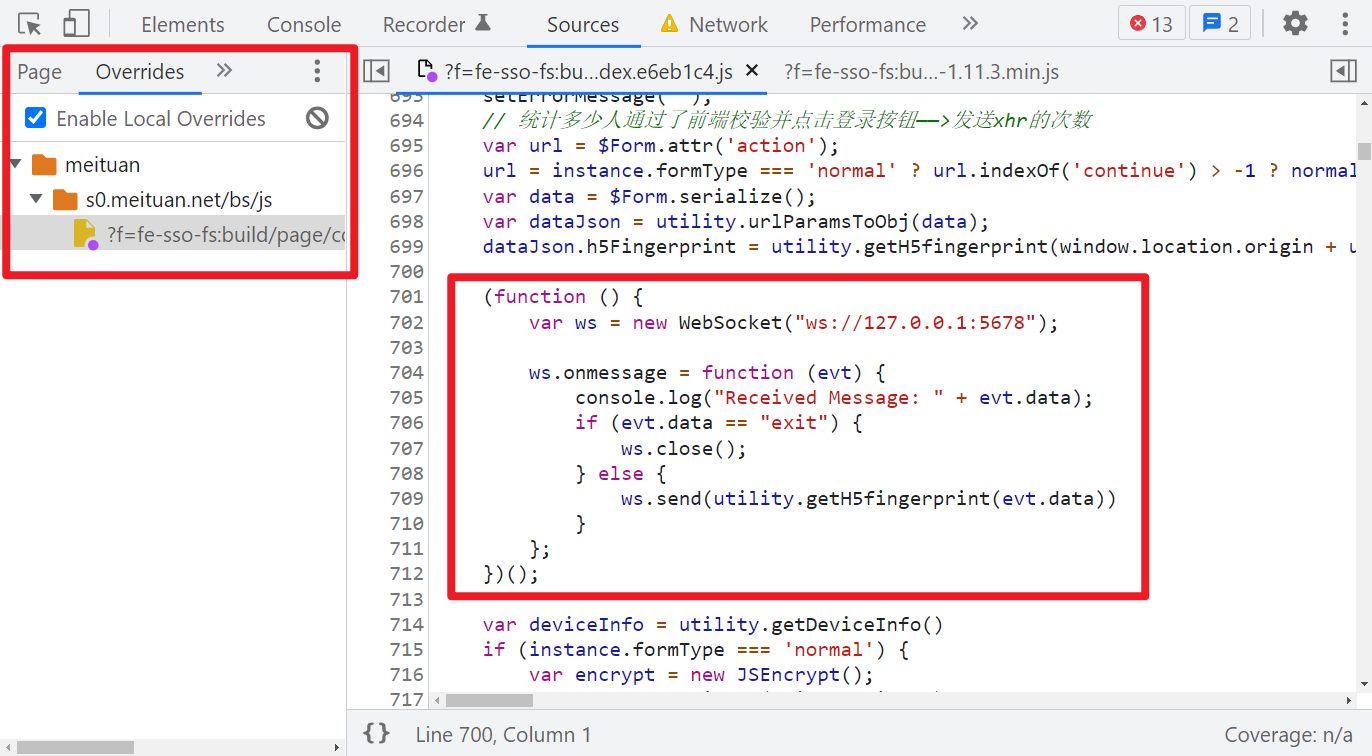 Elements Console Recorder Sources Network Performance 13 2
Page Overrides
?f=fe-sso-fs:bu...dex.e6eb1c4.js × ?f=fe-sso-fs:bu...-1.11.3.min.js
Enable Local Overrides
meituan
s0.meituan.net/bs/js
?f=fe-sso-fs:build/page/co
693 setErrorMessage(' ');
694 // 统计多少人通过了前端校验并点击登录按钮——>发送xhr的次数
695 var url = $Form.attr('action');
696 url = instance.formType === 'normal' ? url.indexOf('continue') > -1 ? normal
697 var data = $Form.serialize();
698 var dataJson = utility.urlParamsToObj(data);
699 dataJson.h5Fingerprint = utility.getH5fingerprint(window.location.origin + u
700
701 (function () {
702 var ws = new WebSocket("ws://127.0.0.1:5678");
703
704 ws.onmessage = function (evt) {
705 console.log("Received Message: " + evt.data);
706 if (evt.data == "exit") {
707 ws.close();
708 } else {
709 ws.send(utility.getH5fingerprint(evt.data))
710 }
711 };
712 })();
713
714 var deviceInfo = utility.getDeviceInfo()
715 if (instance.formType === 'normal') {
716 var encrypt = new JSEncrypt();
717
{ } Line 700, Column 1 Coverage: n/a